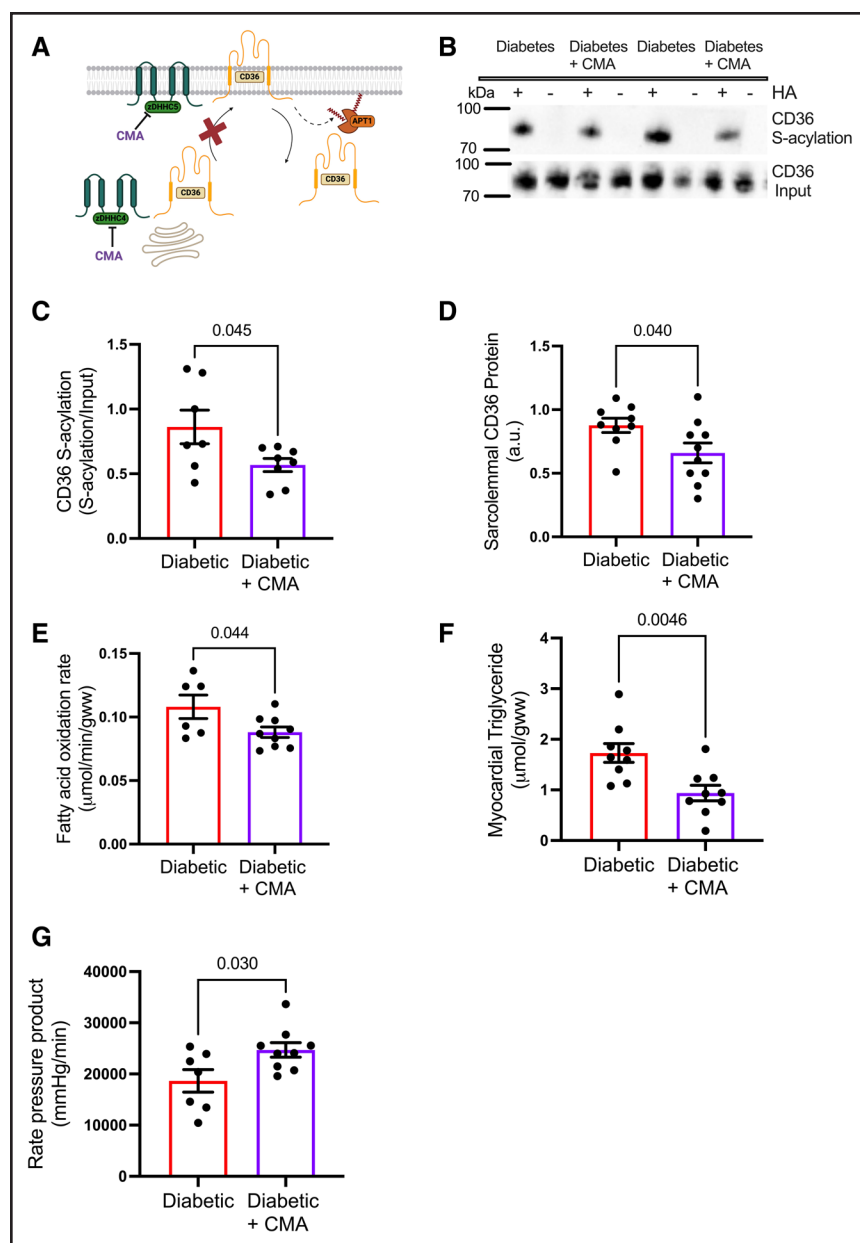 A
CD36
zDHHC5
CMA
APT1
CD36
CD36
zDHHC4
CMA
B
Diabetes Diabetes + CMA Diabetes Diabetes + CMA
kDa + - + - + - + - HA
100
70
CD36
S-acylation
100
70
CD36
Input
C
0.045
CD36 S-acylation
(S-acylation/Input)
1.5
1.0
0.5
0.0
Diabetic Diabetic
+ CMA
D
0.040
Sarcolemmal CD36 Protein
(a.u.)
1.5
1.0
0.5
0.0
Diabetic Diabetic
+ CMA
E
0.044
Fatty acid oxidation rate
(μmol/min/gww)
0.15
0.10
0.05
0.00
Diabetic Diabetic
+ CMA
F
0.0046
Myocardial Triglyceride
(μmol/gww)
4
3
2
1
0
Diabetic Diabetic
+ CMA
G
0.030
Rate pressure product
(mmHg/min)
40000
30000
20000
10000
0
Diabetic Diabetic
+ CMA